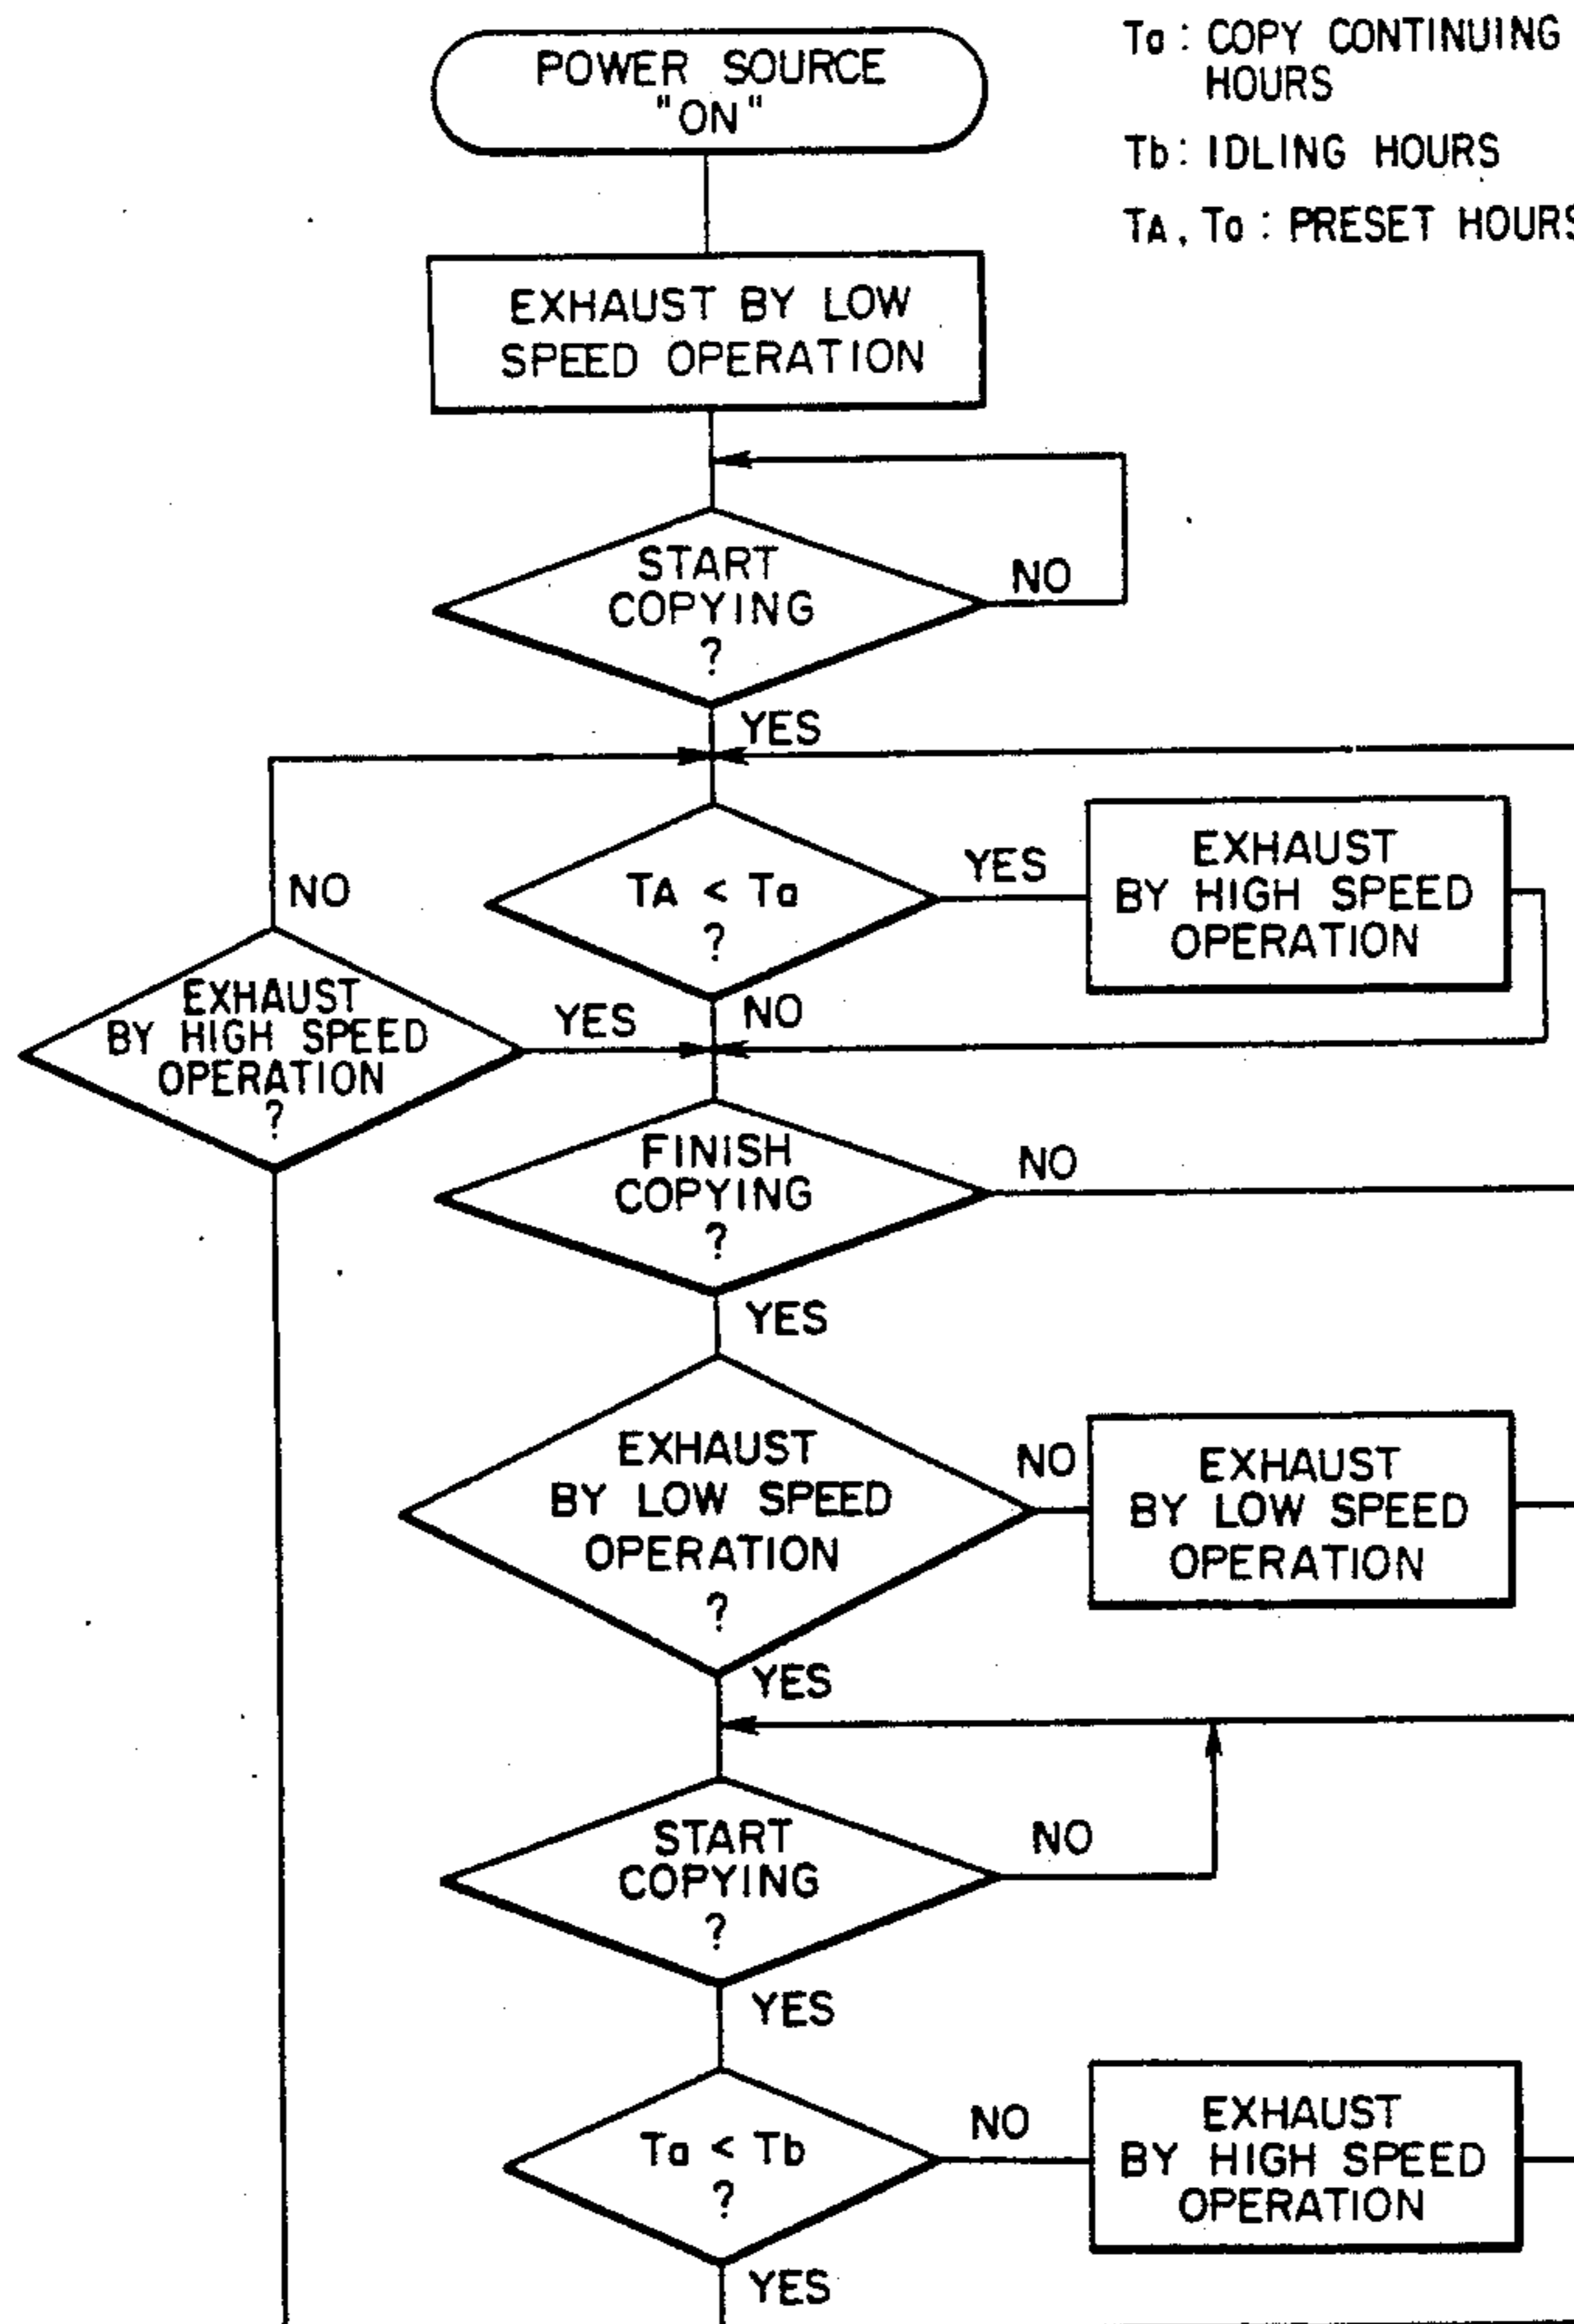 POWER SOURCE
"ON"
Ta : COPY CONTINUING
HOURS
Tb : IDLING HOURS
TA, Ta : PRESET HOURS
EXHAUST BY LOW
SPEED OPERATION
START
COPYING
?
NO
YES
TA < Ta
?
YES
EXHAUST
BY HIGH SPEED
OPERATION
NO
EXHAUST
BY HIGH SPEED
OPERATION
?
YES
NO
FINISH
COPYING
?
NO
YES
EXHAUST
BY LOW SPEED
OPERATION
?
NO
EXHAUST
BY LOW SPEED
OPERATION
YES
START
COPYING
?
NO
YES
Ta < Tb
?
NO
EXHAUST
BY HIGH SPEED
OPERATION
YES